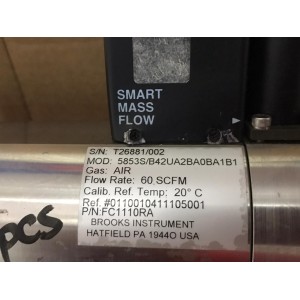 SMART
MASS
FLOW
S/N: T26881/002
MOD: 5853S/B42UA2BA0BA1B1
Gas: AIR
Flow Rate: 60 SCFM
Calib. Ref. Temp: 20° C
Ref. #0110010411105001
P/N:FC1110RA
BROOKS INSTRUMENT
HATFIELD PA 19440 USA
PCS